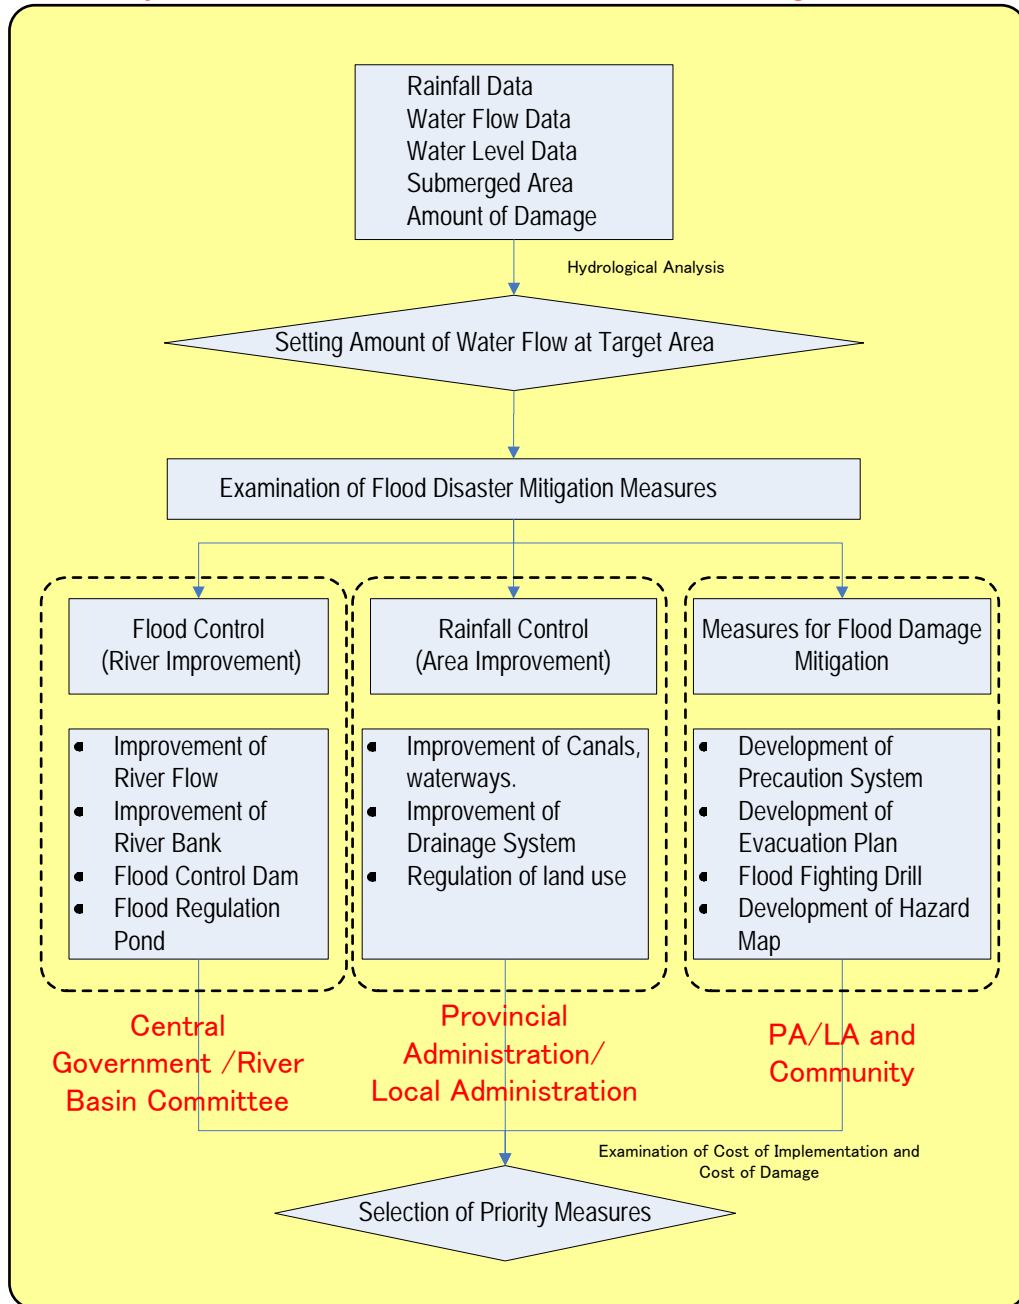 Rainfall Data
Water Flow Data
Water Level Data
Submerged Area
Amount of Damage
Hydrological Analysis
Setting Amount of Water Flow at Target Area
Examination of Flood Disaster Mitigation Measures
Flood Control
(River Improvement)
Rainfall Control
(Area Improvement)
Measures for Flood Damage
Mitigation
• Improvement of
River Flow
• Improvement of
River Bank
• Flood Control Dam
• Flood Regulation
Pond
• Improvement of Canals,
waterways.
• Improvement of
Drainage System
• Regulation of land use
• Development of
Precaution System
• Development of
Evacuation Plan
• Flood Fighting Drill
• Development of Hazard
Map
Central
Government /River
Basin Committee
Provincial
Administration/
Local Administration
PA/LA and
Community
Examination of Cost of Implementation and
Cost of Damage
Selection of Priority Measures